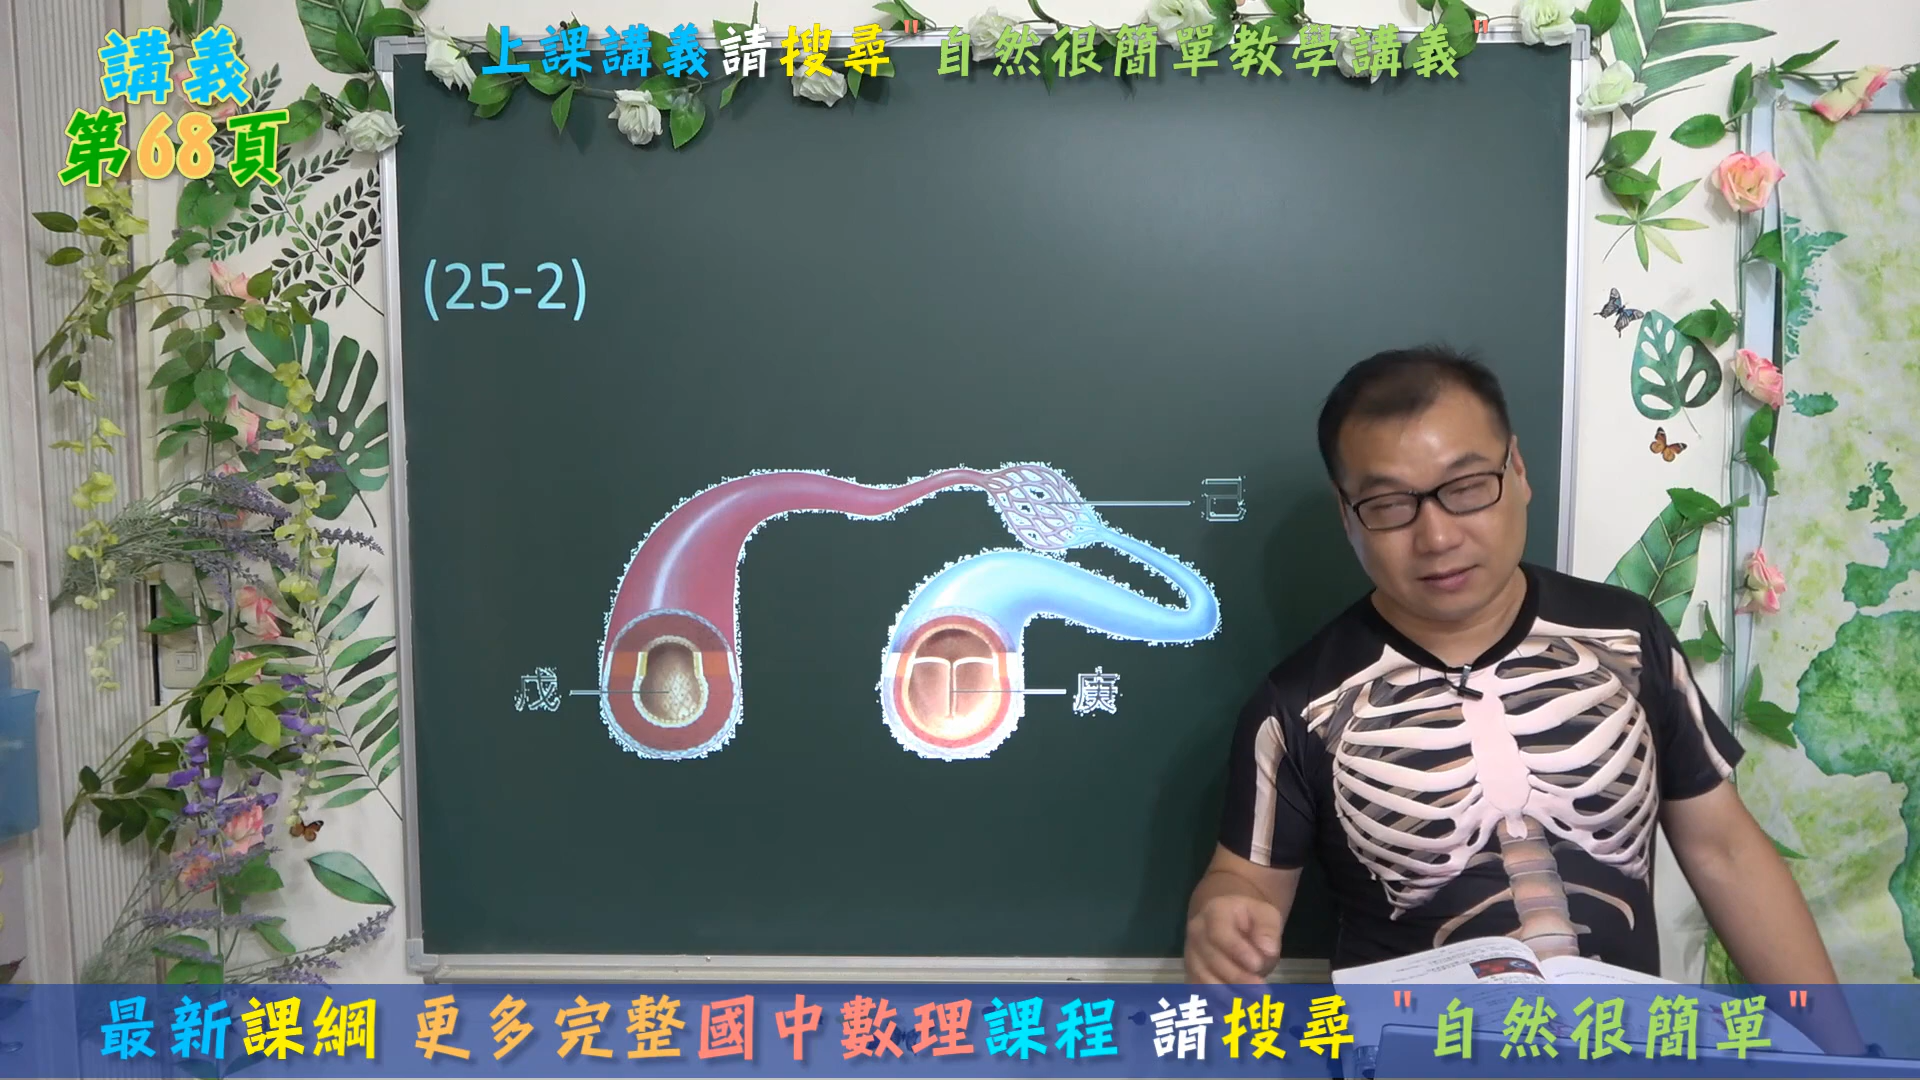 講義
第68頁
上課講義請搜尋"自然很簡單教學講義"
(25-2)
己
戊
庚
最新課綱 更多完整國中數理課程 請搜尋 "自然很簡單"